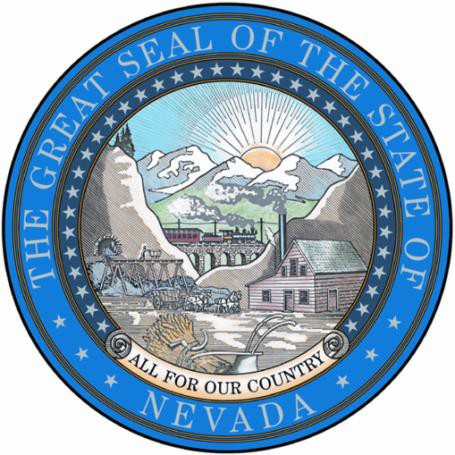 THE GREAT SEAL OF THE STATE OF
NEVADA
ALL FOR OUR COUNTRY